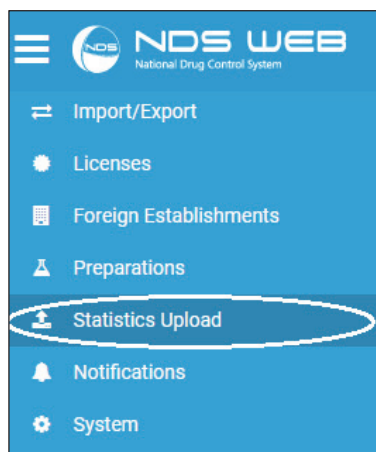 NDS
NDS WEB
National Drug Control System
Import/Export
Licenses
Foreign Establishments
Preparations
Statistics Upload
Notifications
System